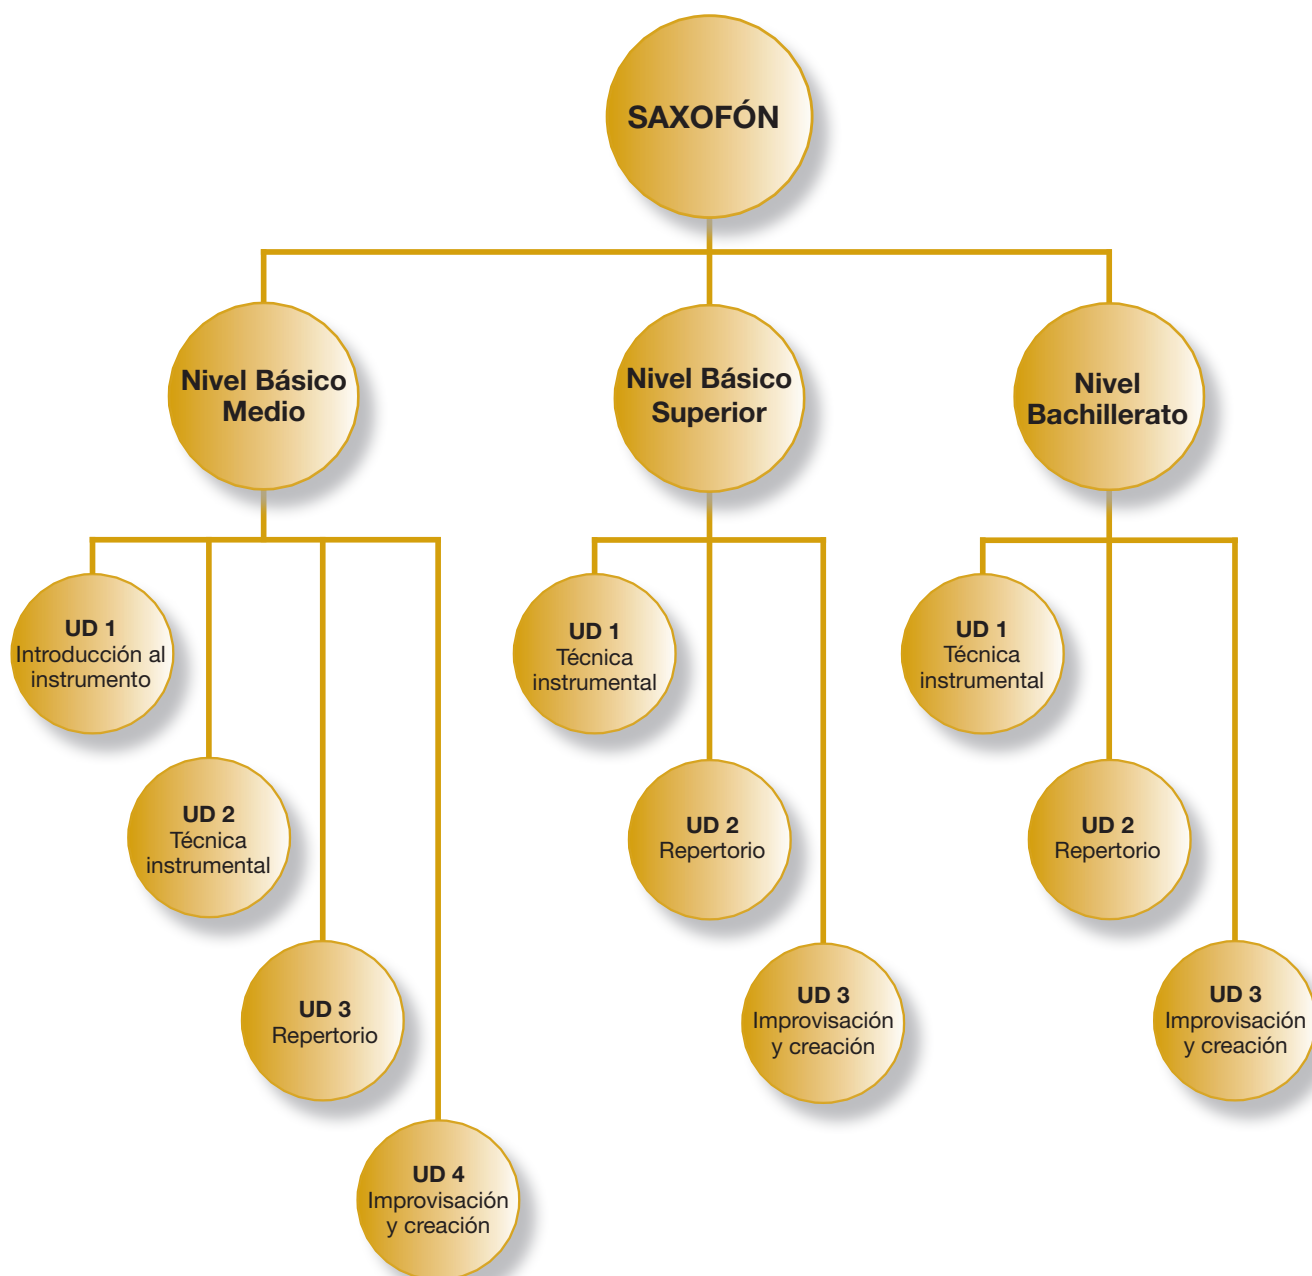 SAXOFÓN
Nivel Básico
Medio
Nivel Básico
Superior
Nivel
Bachillerato
UD 1
Introducción al
instrumento
UD 2
Técnica
instrumental
UD 3
Repertorio
UD 4
Improvisación
y creación
UD 1
Técnica
instrumental
UD 2
Repertorio
UD 3
Improvisación
y creación
UD 1
Técnica
instrumental
UD 2
Repertorio
UD 3
Improvisación
y creación